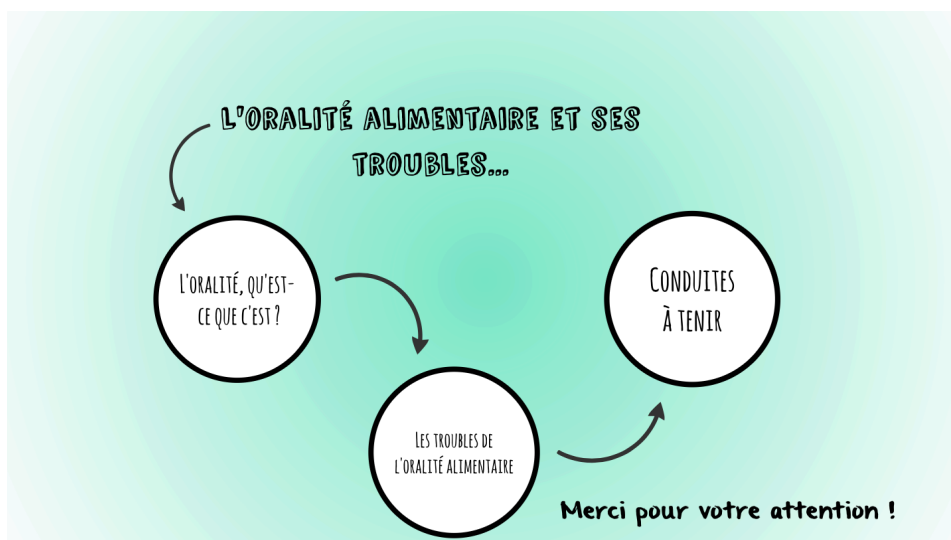 L'ORALITÉ ALIMENTAIRE ET SES
TROUBLES...
L'ORALITÉ, QU'EST-
CE QUE C'EST ?
LES TROUBLES DE
L'ORALITÉ ALIMENTAIRE
CONDUITES
À TENIR
Merci pour votre attention !